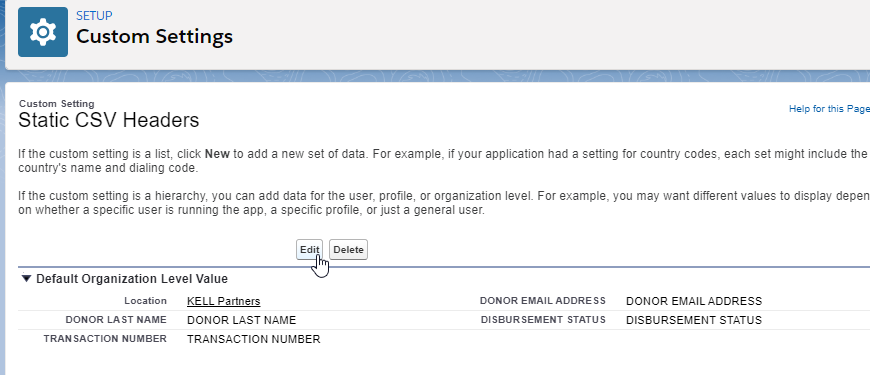 SETUP
Custom Settings
Custom Setting
Static CSV Headers
Help for this Page
If the custom setting is a list, click New to add a new set of data. For example, if your application had a setting for country codes, each set might include the
country's name and dialing code.
If the custom setting is a hierarchy, you can add data for the user, profile, or organization level. For example, you may want different values to display depen
on whether a specific user is running the app, a specific profile, or just a general user.
Edit Delete
Default Organization Level Value
Location KELL Partners DONOR EMAIL ADDRESS DONOR EMAIL ADDRESS
DONOR LAST NAME DONOR LAST NAME DISBURSEMENT STATUS DISBURSEMENT STATUS
TRANSACTION NUMBER TRANSACTION NUMBER